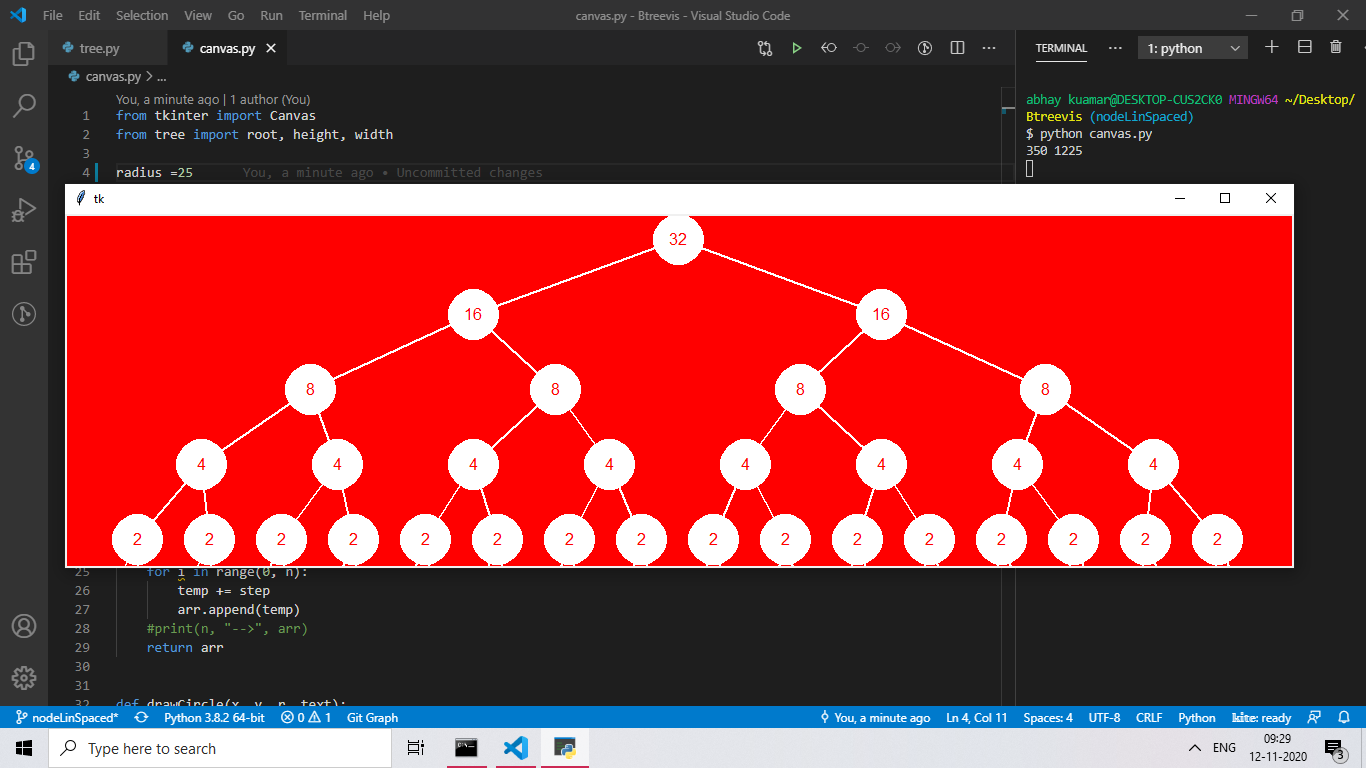 File Edit Selection View Go Run Terminal Help canvas.py - Btreevis - Visual Studio Code
tree.py canvas.py
canvas.py > ...
You, a minute ago | 1 author (You)
1 from tkinter import Canvas
2 from tree import root, height, width
3
4 radius =25 You, a minute ago • Uncommitted changes
TERMINAL ··· 1: python
abhay kuamar@DESKTOP-CUS2CK0 MINGW64 ~/Desktop/
Btreevis (nodeLinSpaced)
$ python canvas.py
350 1225
4
tk
32
16 16
8 8 8 8
4 4 4 4 4 4 4 4
2 2 2 2 2 2 2 2 2 2 2 2 2 2 2 2
25 for i in range(0, n):
26 temp += step
27 arr.append(temp)
28 #print(n, "-->", arr)
29 return arr
30
31
32 def drawCircle(x, y, r, text):
nodeLinSpaced* Python 3.8.2 64-bit 0 1 Git Graph You, a minute ago Ln 4, Col 11 Spaces: 4 UTF-8 CRLF Python kite: ready
Type here to search
ENG 09:29
12-11-2020 3